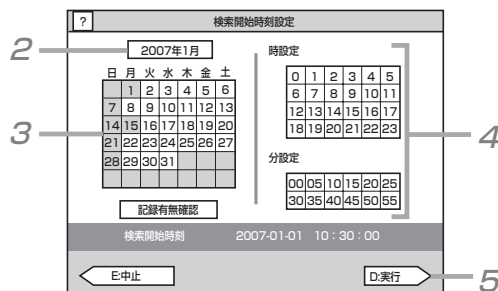 ? 検索開始時刻設定
2 2007年1月
日 月 火 水 木 金 土
1 2 3 4 5 6
7 8 9 10 11 12 13
14 15 16 17 18 19 20
21 22 23 24 25 26 27
28 29 30 31
3
記録有無確認
時設定
0 1 2 3 4 5
6 7 8 9 10 11
12 13 14 15 16 17
18 19 20 21 22 23
4
分設定
00 05 10 15 20 25
30 35 40 45 50 55
検索開始時刻 2007-01-01 10:30:00
E:中止 D:実行 5